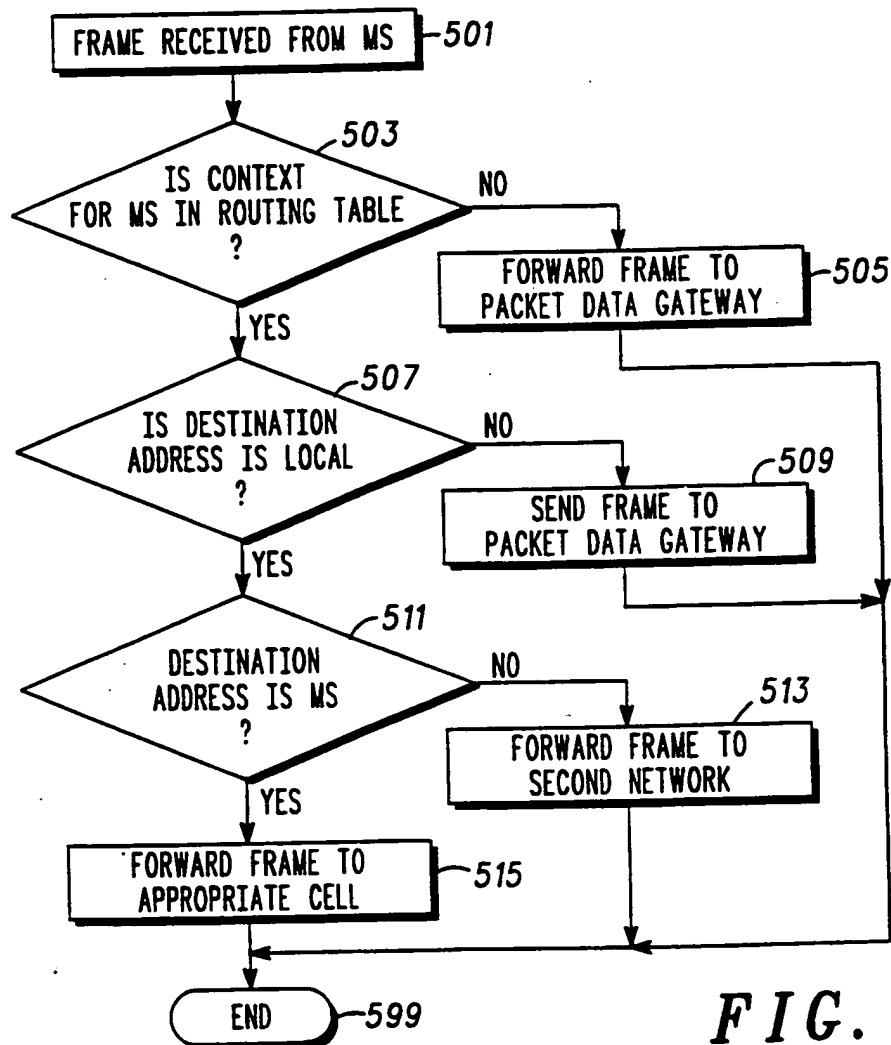 FRAME RECEIVED FROM MS
501
503
IS CONTEXT
FOR MS IN ROUTING TABLE
?
NO
YES
FORWARD FRAME TO
PACKET DATA GATEWAY
505
507
IS DESTINATION
ADDRESS IS LOCAL
?
NO
YES
509
SEND FRAME TO
PACKET DATA GATEWAY
511
DESTINATION
ADDRESS IS MS
?
NO
YES
513
FORWARD FRAME TO
SECOND NETWORK
FORWARD FRAME TO
APPROPRIATE CELL
515
END
599
FIG.